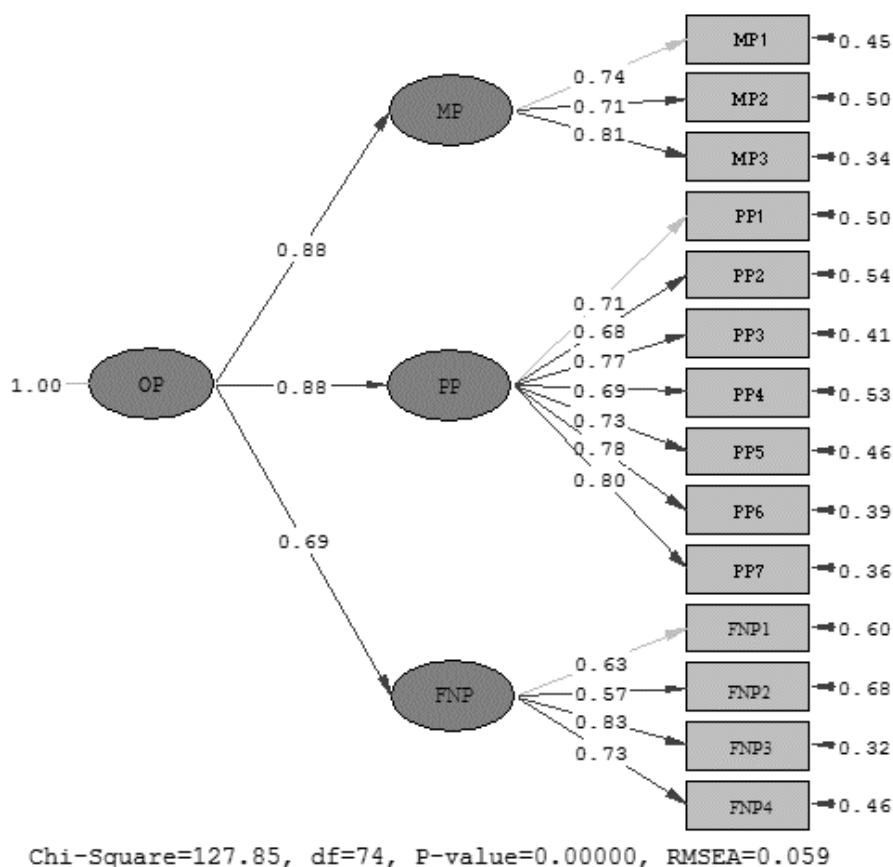 MP1
0.45
0.74
MP
0.71
MP2
0.50
0.81
MP3
0.34
0.88
PP1
0.50
PP2
0.54
0.71
0.68
PP3
0.41
0.77
1.00
OP
0.88
PP
0.69
PP4
0.53
0.73
0.78
PP5
0.46
0.80
PP6
0.39
0.69
PP7
0.36
FNP1
0.60
0.63
FNP
0.57
FNP2
0.68
0.83
FNP3
0.32
0.73
FNP4
0.46
Chi-Square=127.85, df=74, P-value=0.00000, RMSEA=0.059